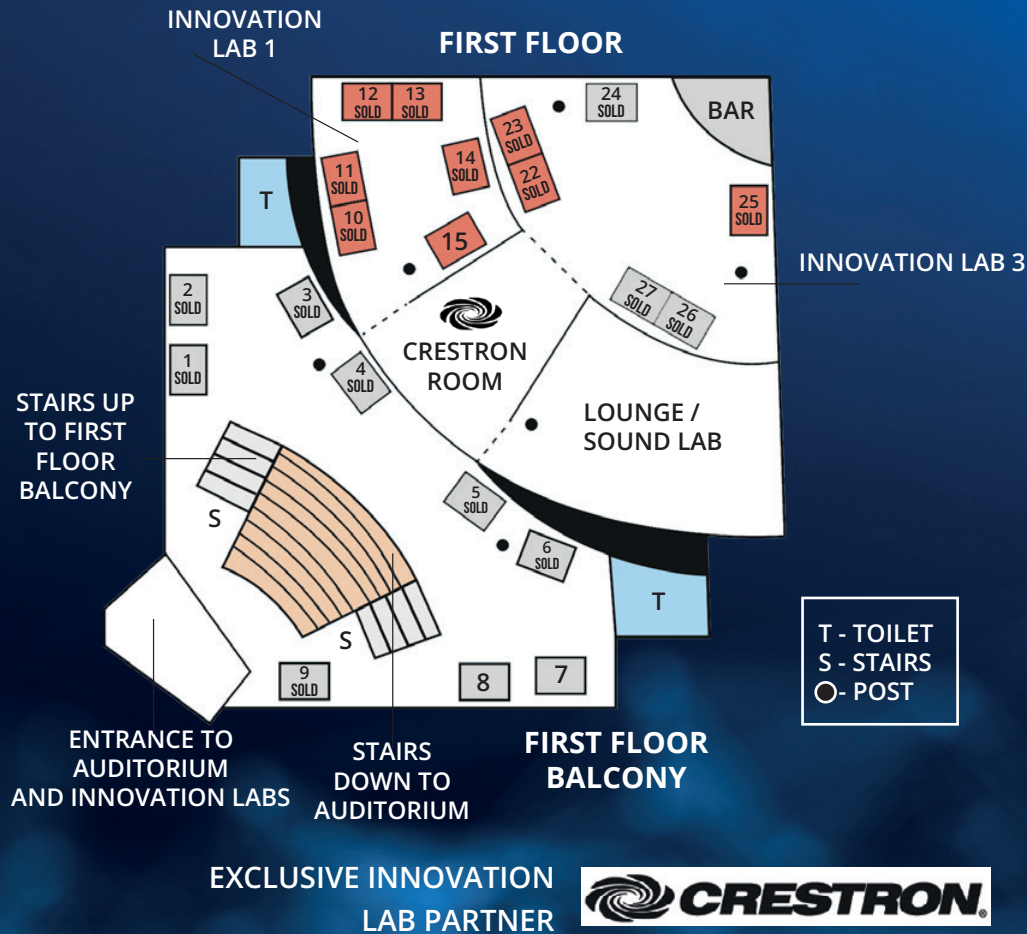 INNOVATION
LAB 1
FIRST FLOOR
12
SOLD
13
SOLD
24
SOLD
BAR
23
SOLD
22
SOLD
14
SOLD
11
SOLD
10
SOLD
T
25
SOLD
15
INNOVATION LAB 3
2
SOLD
3
SOLD
27
SOLD
26
SOLD
CRESTRON
ROOM
1
SOLD
4
SOLD
LOUNGE /
SOUND LAB
STAIRS UP
TO FIRST
FLOOR
BALCONY
S
5
SOLD
6
SOLD
T
S
9
SOLD
8
7
T - TOILET
S - STAIRS
- POST
ENTRANCE TO
AUDITORIUM
AND INNOVATION LABS
STAIRS
DOWN TO
AUDITORIUM
FIRST FLOOR
BALCONY
EXCLUSIVE INNOVATION
LAB PARTNER
CRESTRON®